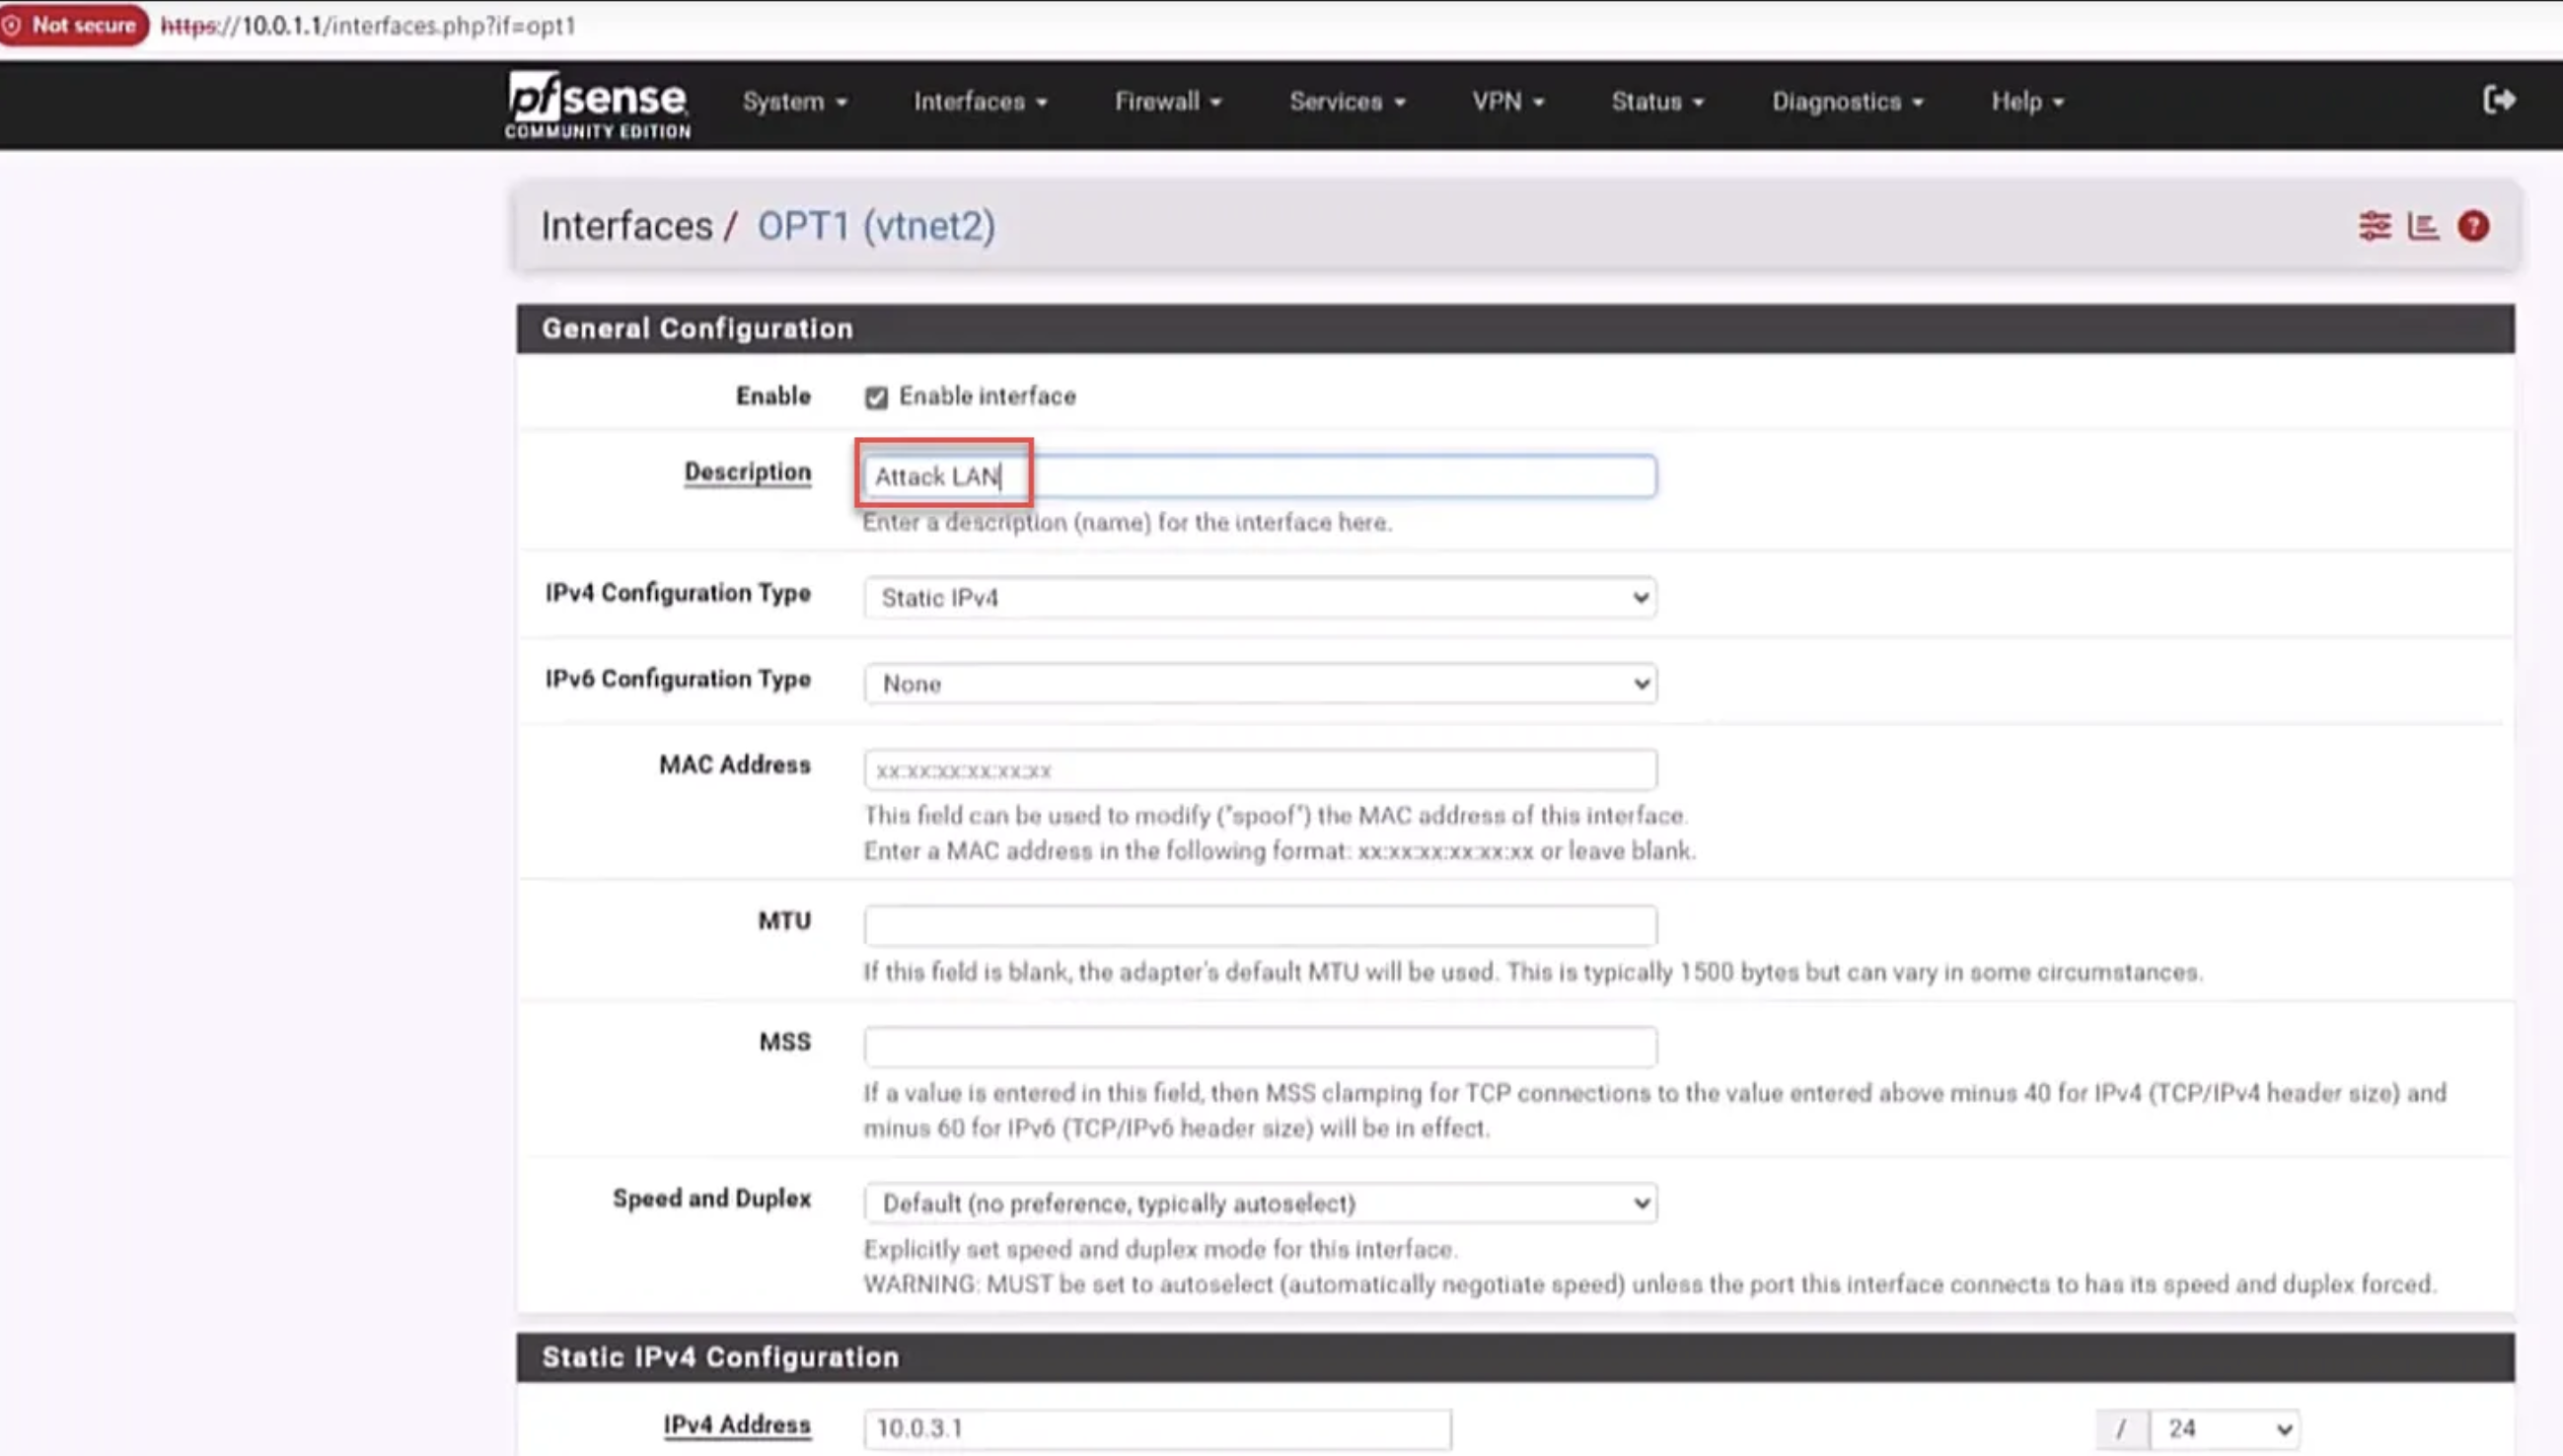 Not secure https://10.0.1.1/interfaces.php?if=opt1
pfsense COMMUNITY EDITION
System Interfaces Firewall Services VPN Status Diagnostics Help
Interfaces / OPT1 (vtnet2)
General Configuration
Enable Enable interface
Description Attack LAN
Enter a description (name) for the interface here.
IPv4 Configuration Type Static IPv4
IPv6 Configuration Type None
MAC Address xx:xx:xx:xx:xx:xx
This field can be used to modify ("spoof") the MAC address of this interface.
Enter a MAC address in the following format: xx:xx:xx:xx:xx:xx or leave blank.
MTU
If this field is blank, the adapter's default MTU will be used. This is typically 1500 bytes but can vary in some circumstances.
MSS
If a value is entered in this field, then MSS clamping for TCP connections to the value entered above minus 40 for IPv4 (TCP/IPv4 header size) and
minus 60 for IPv6 (TCP/IPv6 header size) will be in effect.
Speed and Duplex Default (no preference, typically autoselect)
Explicitly set speed and duplex mode for this interface.
WARNING: MUST be set to autoselect (automatically negotiate speed) unless the port this interface connects to has its speed and duplex forced.
Static IPv4 Configuration
IPv4 Address 10.0.3.1 / 24